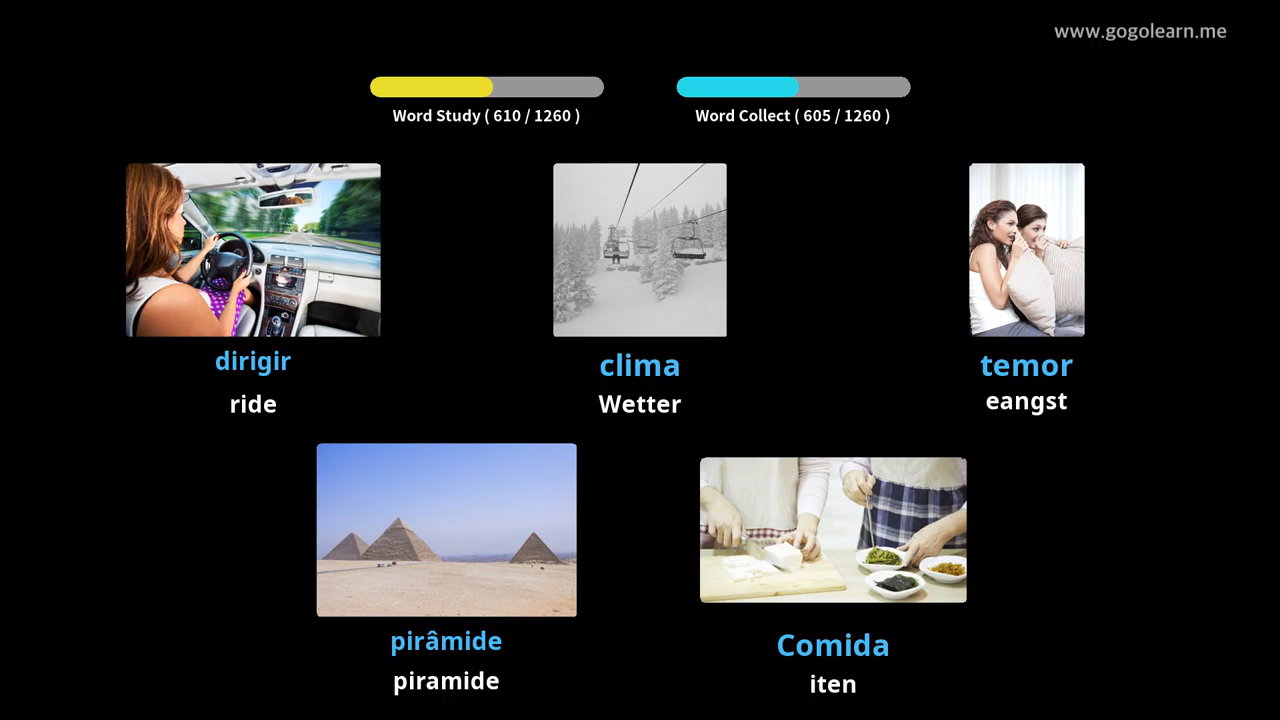 www.gogolearn.me
Word Study ( 610 / 1260 )
Word Collect ( 605 / 1260 )
dirigir
ride
clima
Wetter
temor
eangst
pirâmide
piramide
Comida
iten